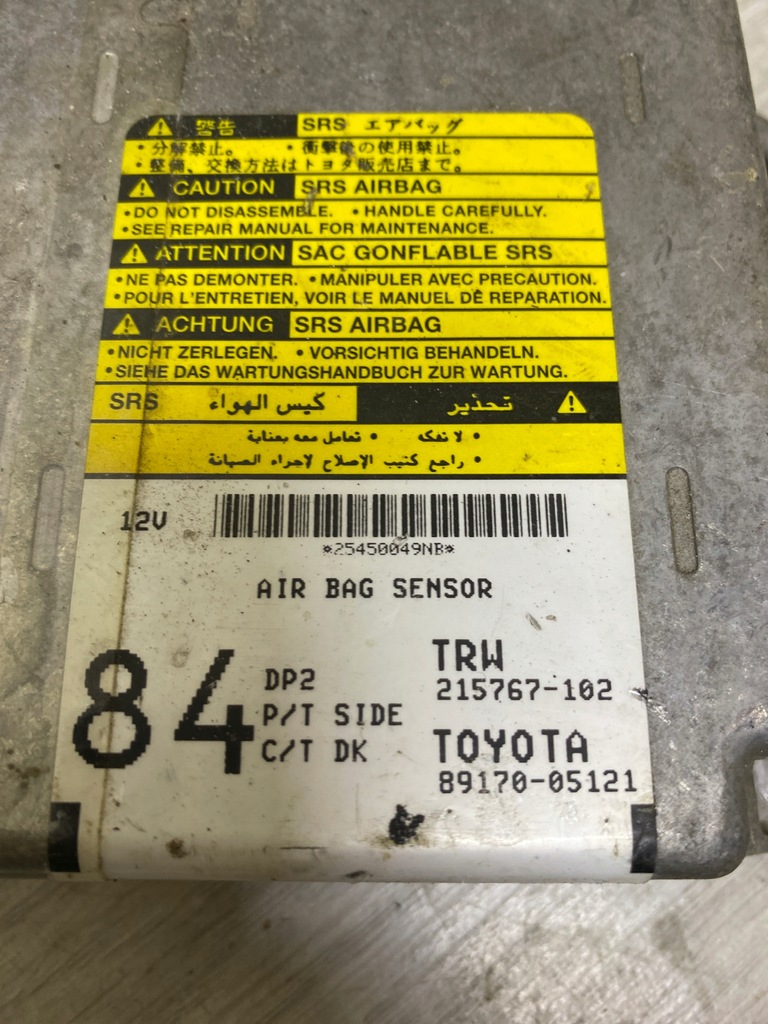 警告 SRS エアバッグ
・分解禁止。 ・衝撃後の使用禁止。
・整備、交換方法はトヨタ販売店まで。
CAUTION SRS AIRBAG
•DO NOT DISASSEMBLE. •HANDLE CAREFULLY.
•SEE REPAIR MANUAL FOR MAINTENANCE.
ATTENTION SAC GONFLABLE SRS
•NE PAS DEMONTER. •MANIPULER AVEC PRECAUTION.
•POUR L'ENTRETIEN, VOIR LE MANUEL DE REPARATION.
ACHTUNG SRS AIRBAG
•NICHT ZERLEGEN. •VORSICHTIG BEHANDELN.
•SIEHE DAS WARTUNGSHANDBUCH ZUR WARTUNG.
تحذير كيس الهواء SRS
• لا تفكه • تعامل معه بعناية
• راجع كتيب الإصلاح لإجراء الصيانة
12V
*25450049NB*
AIR BAG SENSOR
84
DP2
P/T SIDE
C/T DK
TRW
215767-102
TOYOTA
89170-05121